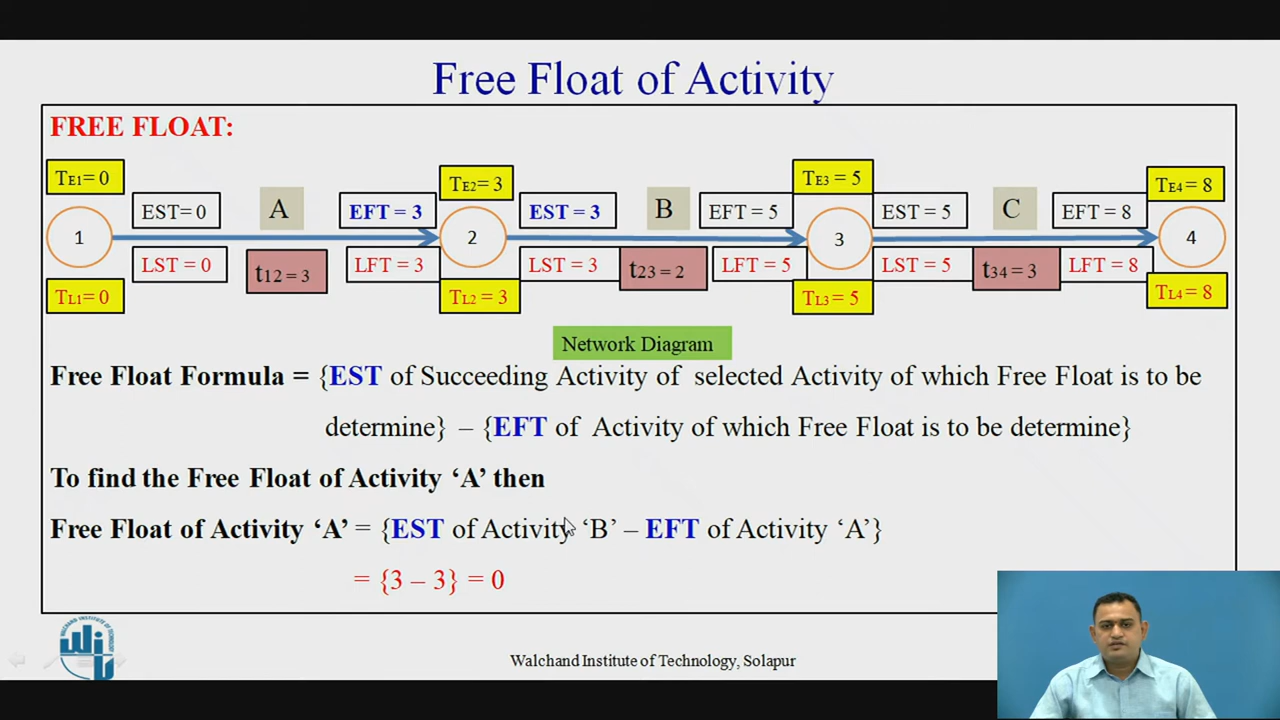 Free Float of Activity
FREE FLOAT:
TE1= 0
TE2= 3
TE3= 5
TE4= 8
EST= 0
A
EFT = 3
EST= 3
B
EFT= 5
EST= 5
C
EFT= 8
1
2
3
4
LST = 0
t12 = 3
LFT = 3
LST = 3
t23 = 2
LFT = 5
LST = 5
t34 = 3
LFT = 8
TL1= 0
TL2 = 3
TL3= 5
TL4= 8
Network Diagram
Free Float Formula = {EST of Succeeding Activity of selected Activity of which Free Float is to be
determine} – {EFT of Activity of which Free Float is to be determine}
To find the Free Float of Activity ‘A’ then
Free Float of Activity ‘A’ = {EST of Activity ‘B’ – EFT of Activity ‘A’}
= {3 – 3} = 0
Walchand Institute of Technology, Solapur